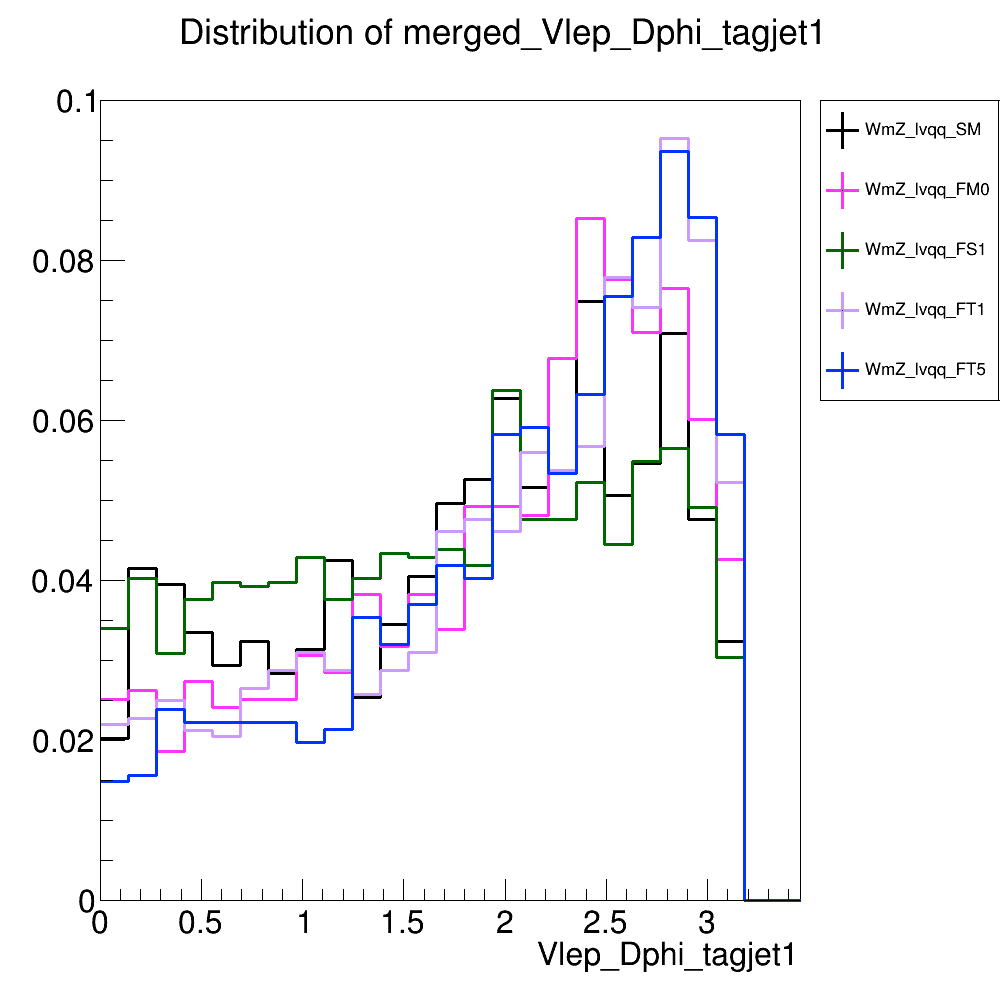 Distribution of merged_Vlep_Dphi_tagjet1
0.1
0.08
0.06
0.04
0.02
0
0 0.5 1 1.5 2 2.5 3
Vlep_Dphi_tagjet1
WmZ_lvqq_SM
WmZ_lvqq_FM0
WmZ_lvqq_FS1
WmZ_lvqq_FT1
WmZ_lvqq_FT5